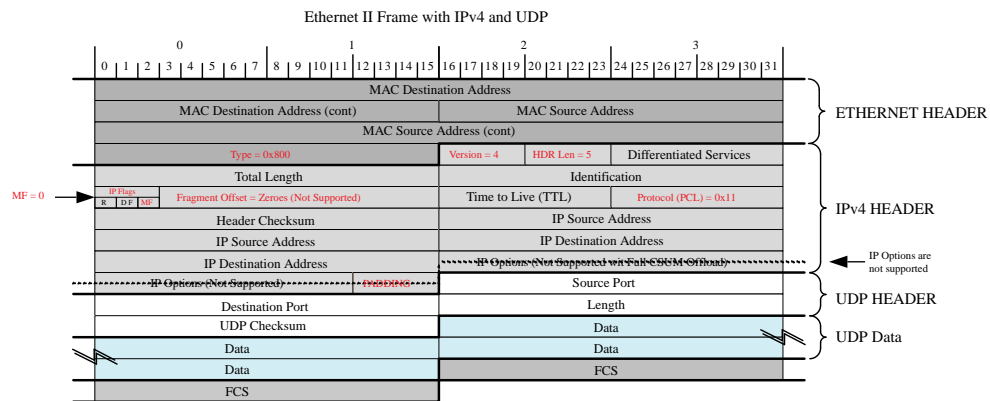 Ethernet II Frame with IPv4 and UDP
0 1 2 3
0 1 2 3 4 5 6 7 8 9 10 11 12 13 14 15 16 17 18 19 20 21 22 23 24 25 26 27 28 29 30 31
MAC Destination Address
MAC Destination Address (cont) MAC Source Address
ETHERNET HEADER
MAC Source Address (cont)
Type = 0x800 Version = 4 HDR Len = 5 Differentiated Services
Total Length Identification
MF = 0 IP Flags
R D F MF Fragment Offset = Zeroes (Not Supported) Time to Live (TTL) Protocol (PCL) = 0x11
IPv4 HEADER
Header Checksum IP Source Address
IP Source Address IP Destination Address
IP Destination Address IP Options (Not Supported wit Full CSUM Offload)
IP Options are
not supported
IP Options (Not Supported) PADDING Source Port
UDP HEADER
Destination Port Length
UDP Checksum Data
UDP Data
Data Data
Data FCS
FCS